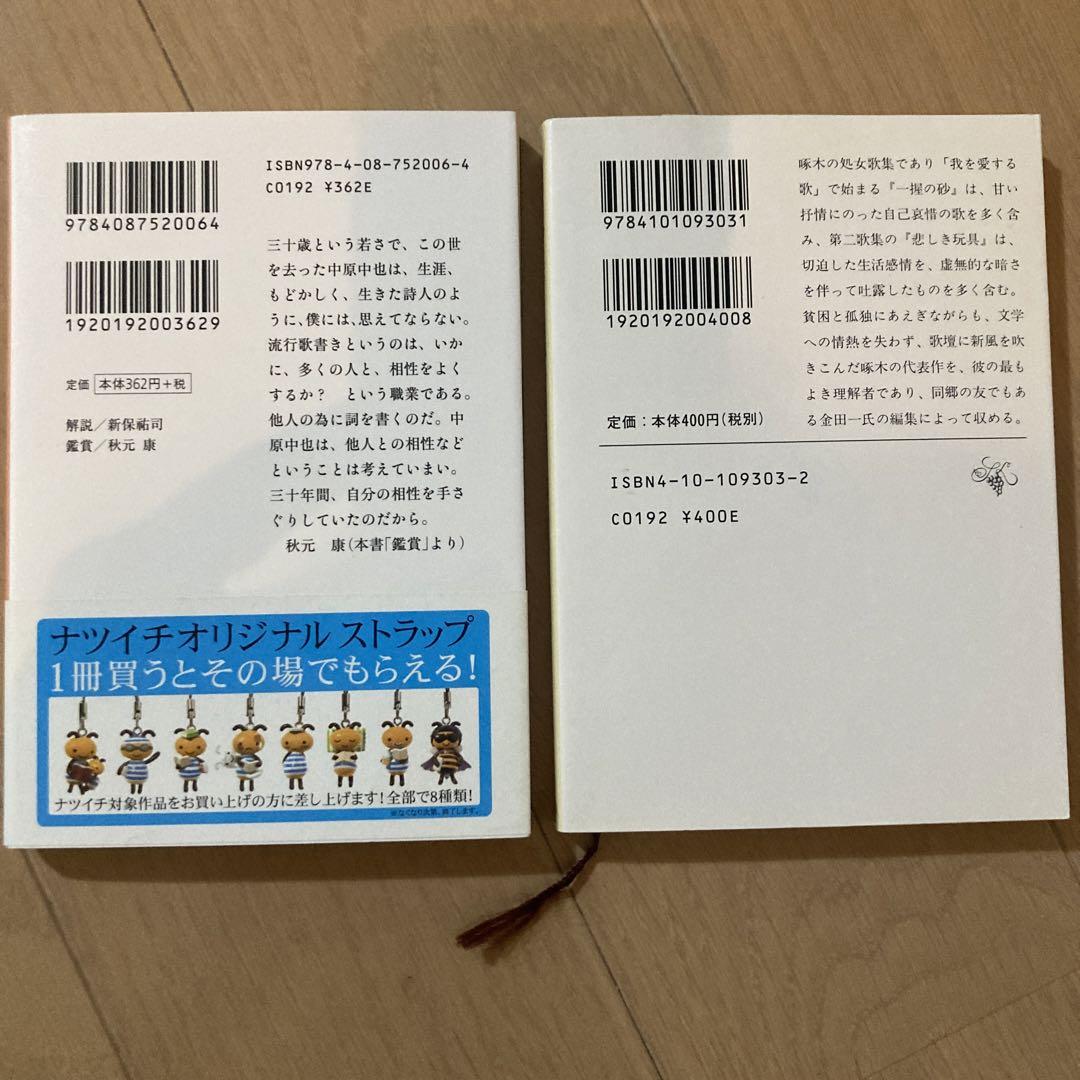 ISBN978-4-08-752006-4
C0192 ¥362E
9784087520064
1920192003629
定価 本体362円+税
解説／新保祐司
鑑賞／秋元 康
三十歳という若さで、この世
を去った中原中也は、生涯、
もどかしく、生きた詩人のよ
うに、僕には、思えてならない。
流行歌書きというのは、いか
に、多くの人と、相性をよく
するか？　という職業である。
他人の為に詞を書くのだ。中
原中也は、他人との相性など
ということは考えていまい。
三十年間、自分の相性を手さ
ぐりしていたのだから。
秋元　康（本書「鑑賞」より）
ナツイチオリジナル ストラップ
1冊買うとその場でもらえる！
ナツイチ対象作品をお買い上げの方に差し上げます！全部で8種類！
※なくなり次第、終了します。
9784101093031
1920192004008
定価：本体400円（税別）
啄木の処女歌集であり「我を愛する
歌」で始まる『一握の砂』は、甘い
抒情にのった自己哀惜の歌を多く含
み、第二歌集の『悲しき玩具』は、
切迫した生活感情を、虚無的な暗さ
を伴って吐露したものを多く含む。
貧困と孤独にあえぎながらも、文学
への情熱を失わず、歌壇に新風を吹
きこんだ啄木の代表作を、彼の最も
よき理解者であり、同郷の友でもあ
る金田一氏の編集によって収める。
ISBN4-10-109303-2
C0192 ¥400E